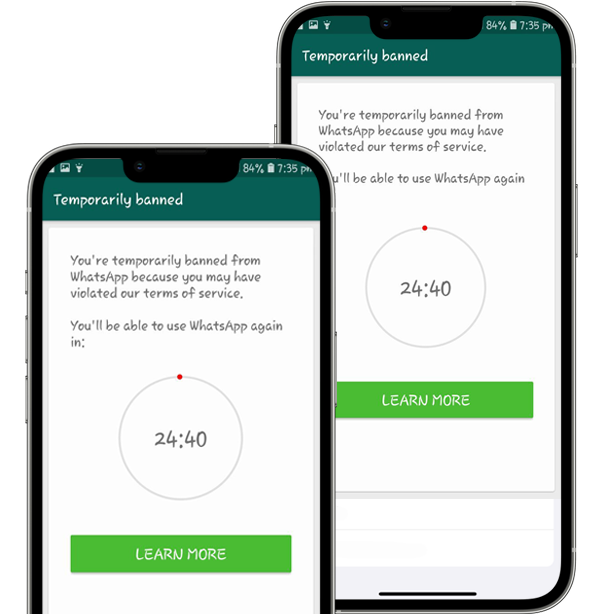 84% 7:35 pm
Temporarily banned
You're temporarily banned from
WhatsApp because you may have
violated our terms of service.
You'll be able to use WhatsApp again
24:40
LEARN MORE
84% 7:35 pm
Temporarily banned
You're temporarily banned from
WhatsApp because you may have
violated our terms of service.
You'll be able to use WhatsApp again
in:
24:40
LEARN MORE